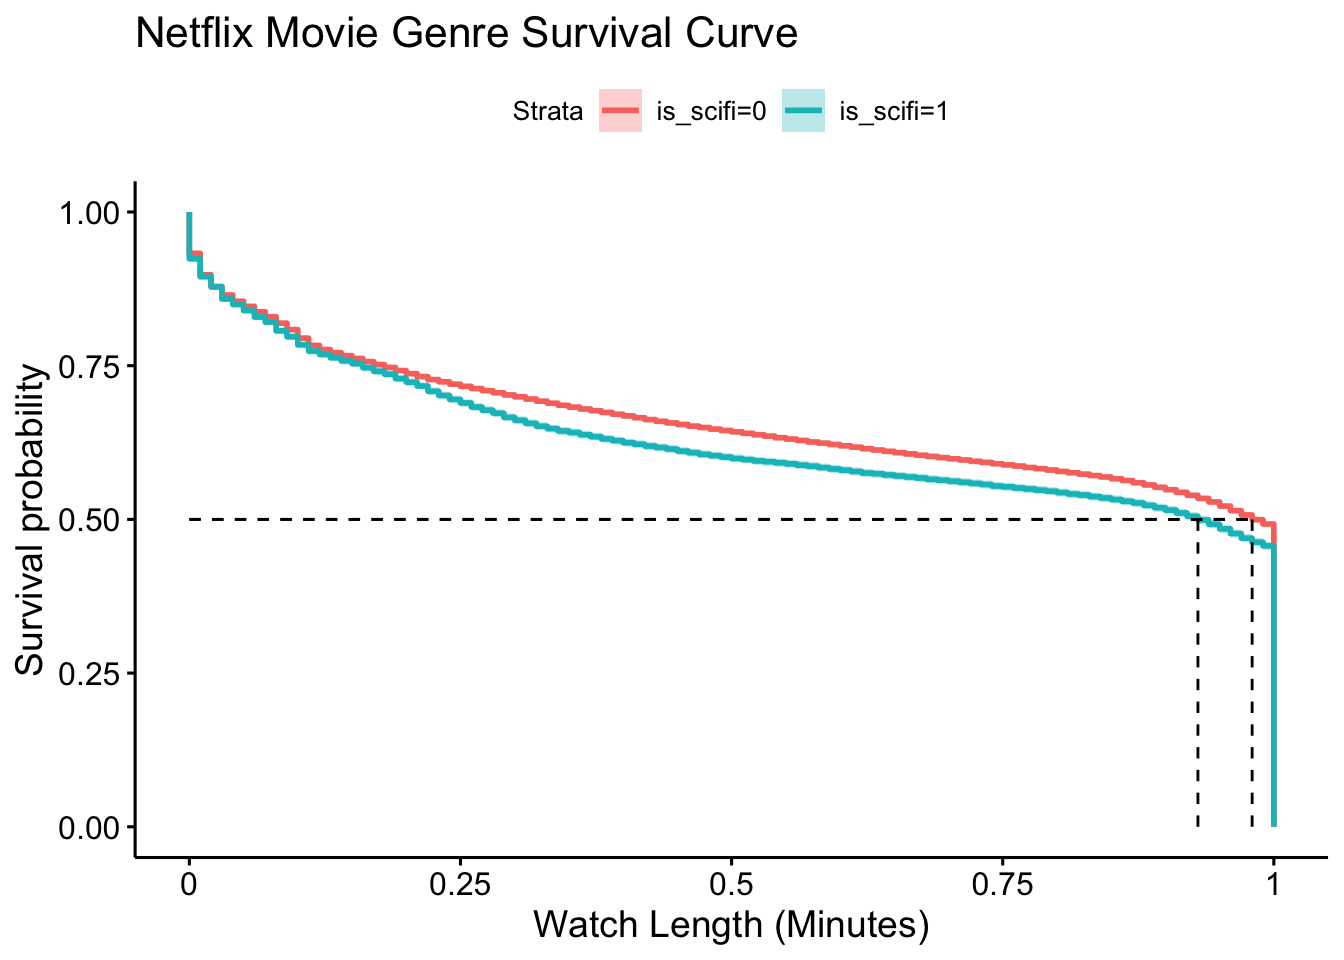 Netflix Movie Genre Survival Curve
Strata is_scifi=0 is_scifi=1
1.00
0.75
0.50
0.25
0.00
Survival probability
0 0.25 0.5 0.75 1
Watch Length (Minutes)